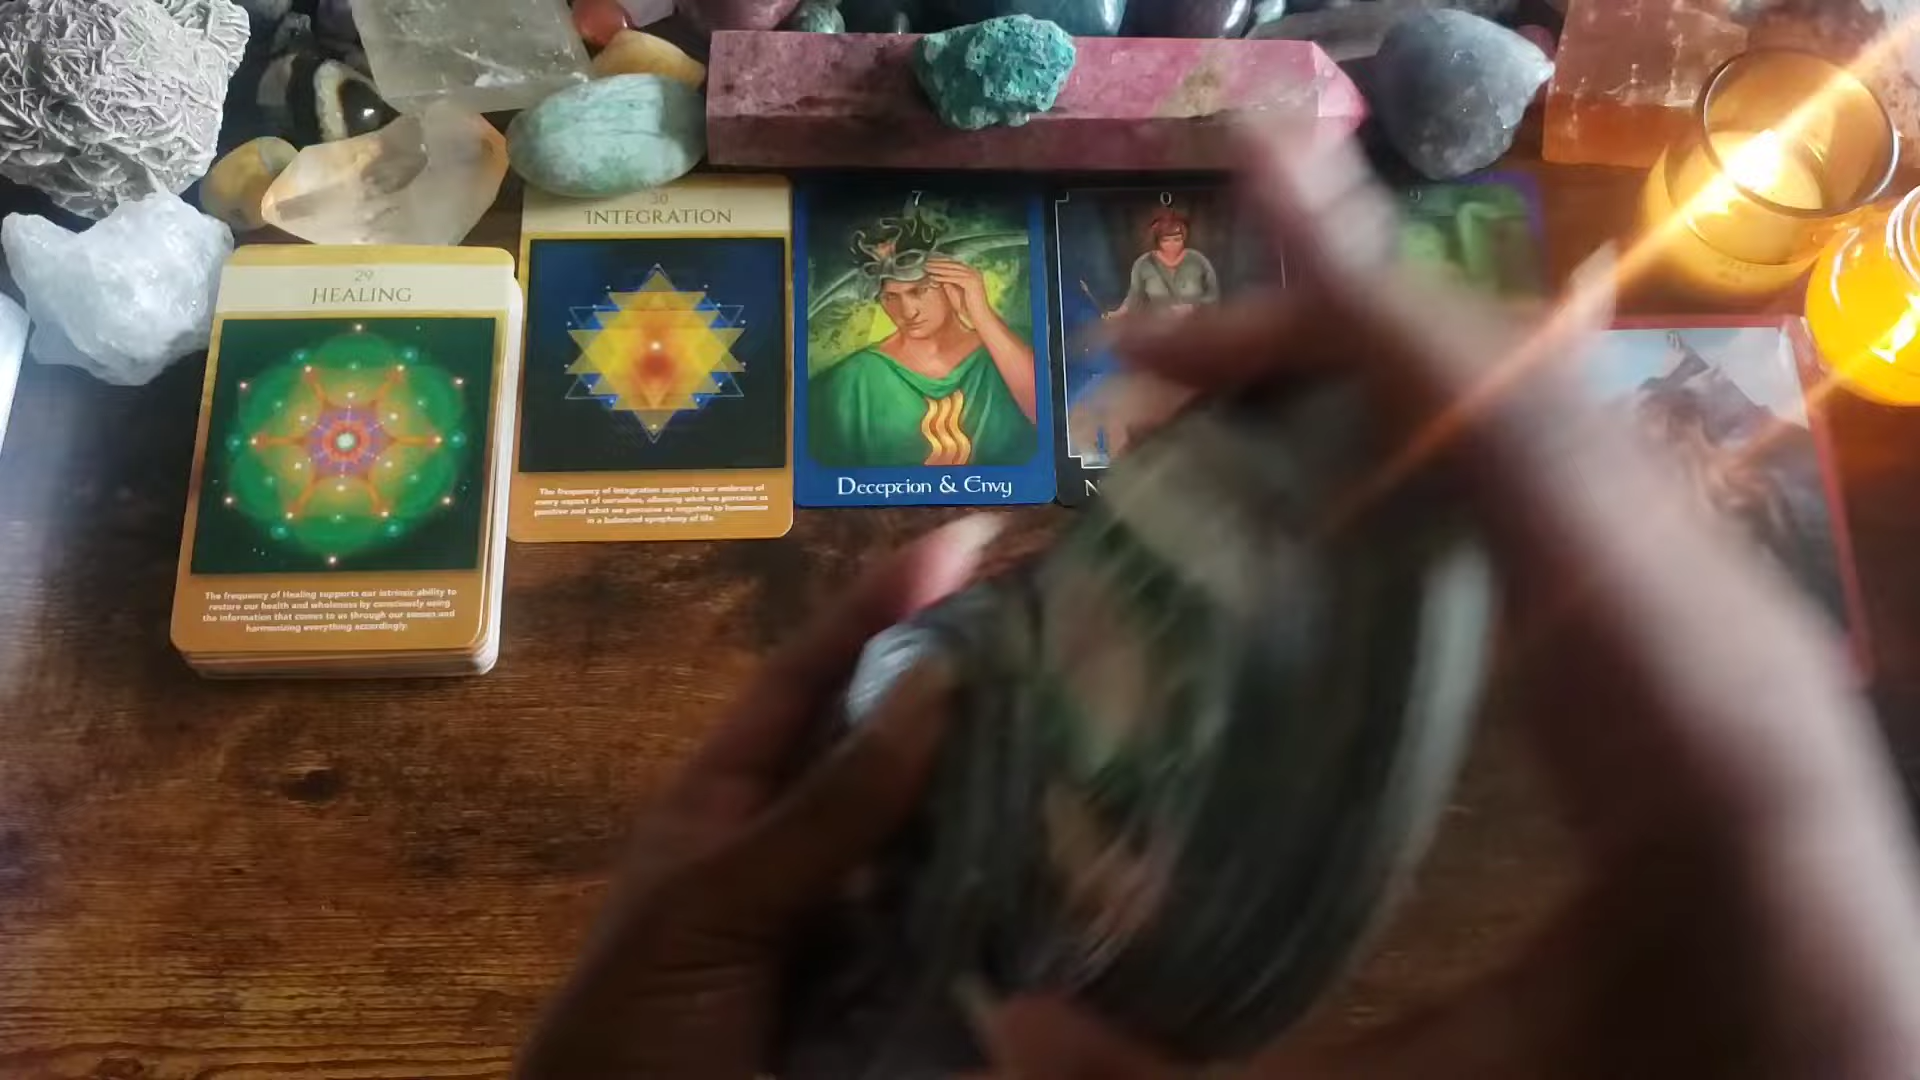 29
HEALING
The frequency of Healing supports our intrinsic ability to
restore our health and wholeness by consciously using
the information that comes to us through our senses and
harmonizing everything accordingly.
30
INTEGRATION
The frequency of Integration supports our embrace of
every aspect of ourselves, allowing what we perceive as
positive and what we perceive as negative to harmonize
in a balanced symphony of life.
7
Deception & Envy
0
N